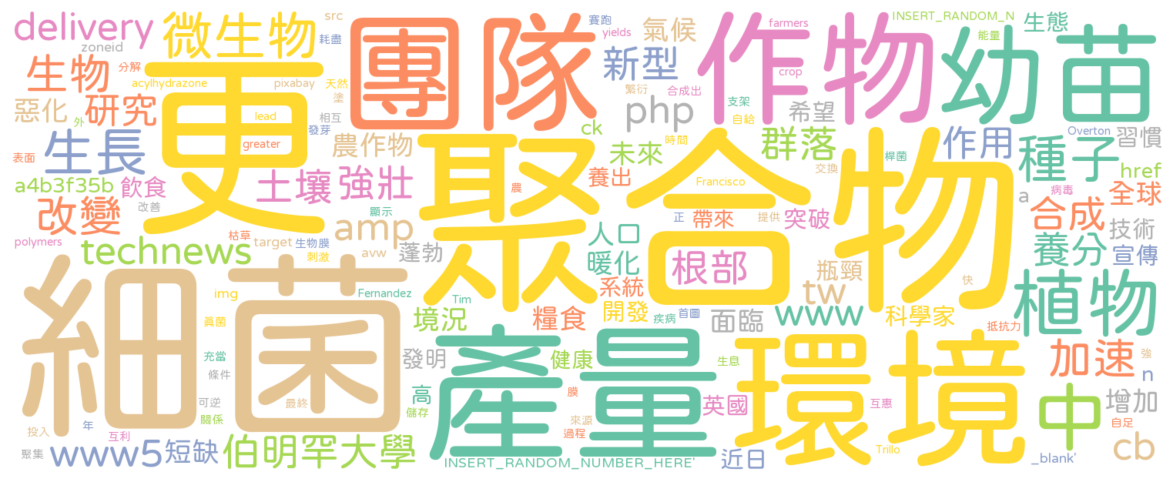 delivery
src
zoneid
微生物
耗盡
團隊
賽跑
yields
氣候
新型
作物
farmers
crop
INSERT_RANDOM_N
能量
生態
幼苗
生物
分解
acylhydrazone
pixabay
天然
更
繁衍
合成出
支架
自給
希望
惡化
外
研究
塗
相互
lead
發芽
greater
農作物
php
ck
時間
群落
作用
桿菌
Overton
習慣
表面
生長
聚合物
未來
種子
href
a4b3f35b
飲食
改善
土壤
強壯
顯示
農
養出
Francisco
交換
a
病毒
全球
改變
枯草
amp
正
帶來
提供
突破
合成
技術
polymers
technews
target
生物膜
刺激
avw
蓬勃
人口
暖化
根部
瓶頸
養分
宣傳
細菌
img
Fernandez
Tim
系統
tw
快
植物
真菌
境況
糧食
開發
疾病
首圖
面臨
www
科學家
抵抗力
充當
條件
發明
產量
健康
生息
環境
加速
強
n
可逆
關係
最終
高
儲存
膜
來源
英國
互惠
中
增加
自足
投入
年
互利
過程
聚集
www5
短缺
伯明罕大學
INSERT_RANDOM_NUMBER_HERE'
近日
Trillo
_blank'
cb